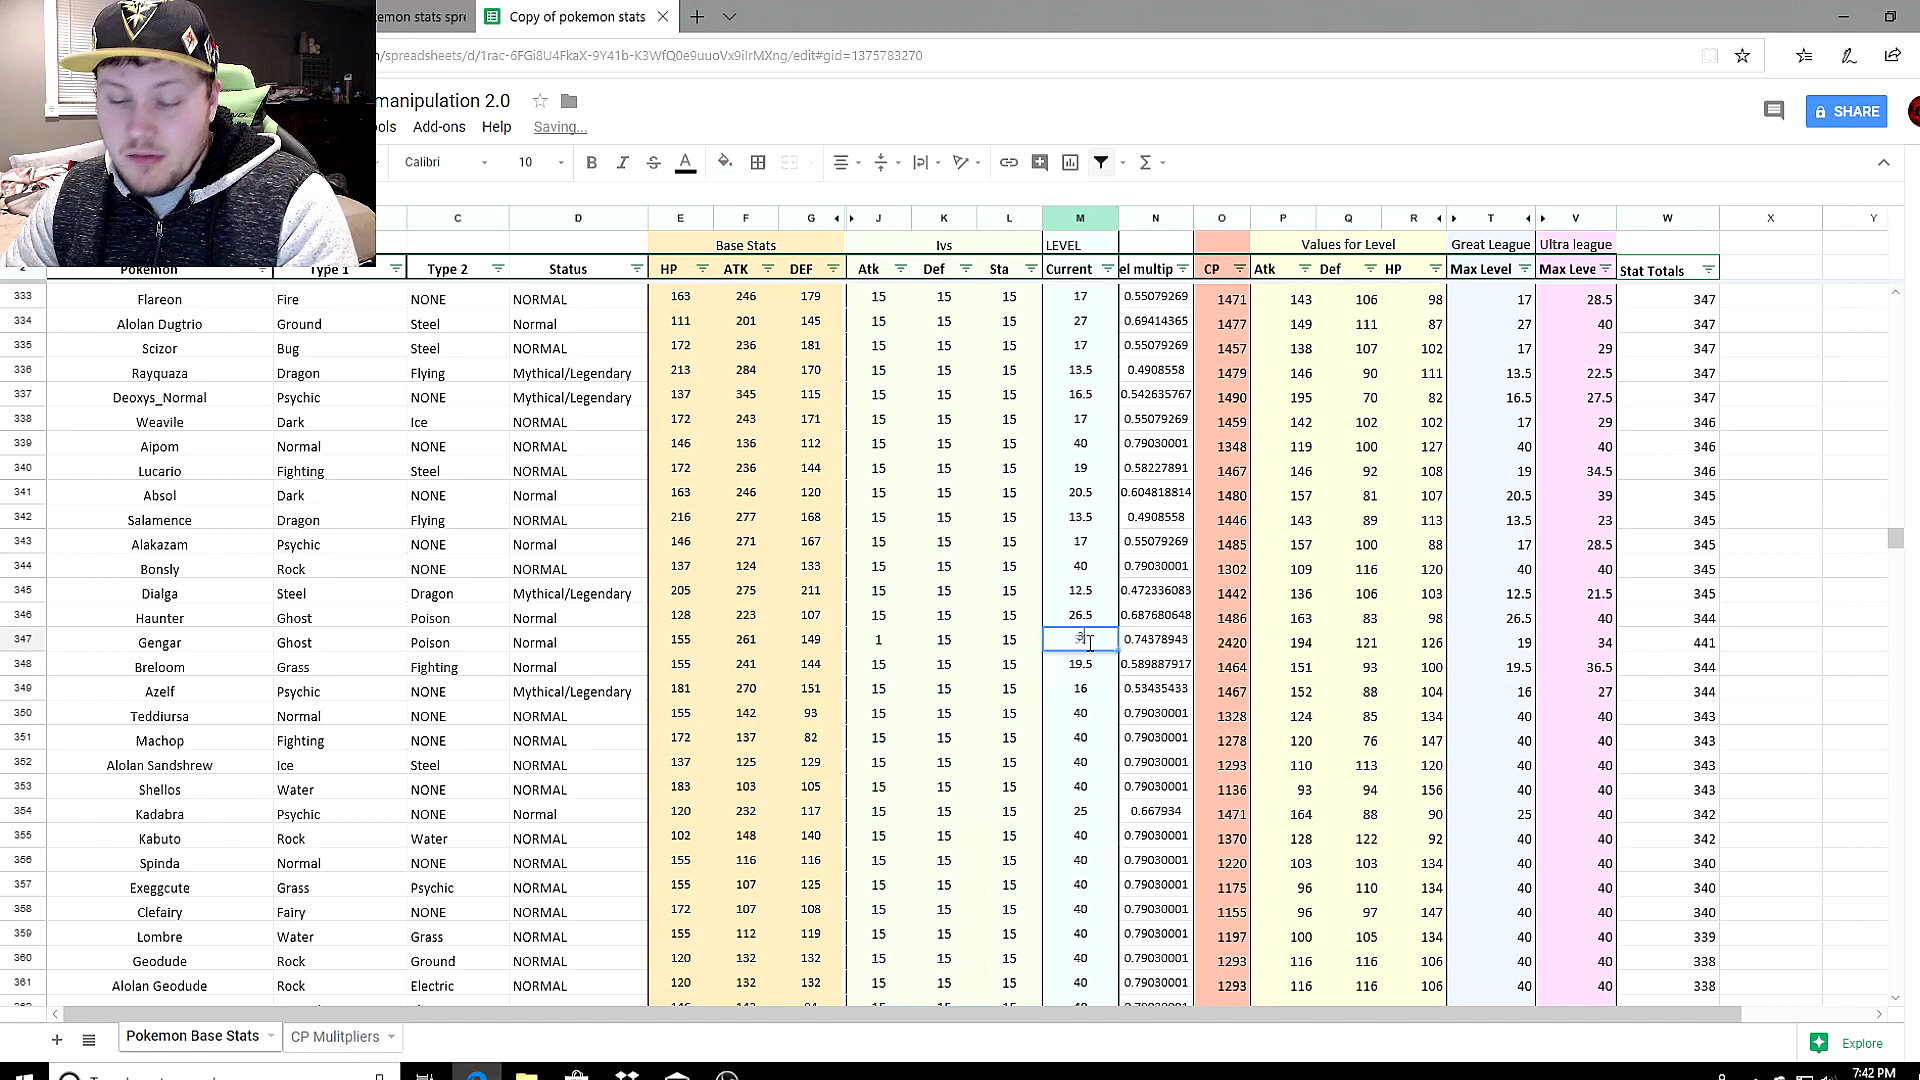 kemon stats spre
Copy of pokemon stats
/spreadsheets/d/1rac-6FGi8U4FkaX-9Y41b-K3WfQ0e9uuoVx9iIrMXng/edit#gid=1375783270
manipulation 2.0
ols Add-ons Help Saving...
SHARE
Calibri 10 B I S A
C D E F G J K L M N O P Q R T V W X Y
Base Stats Ivs LEVEL Values for Level Great League Ultra league
Pokemon Type 1 Type 2 Status HP ATK DEF Atk Def Sta Current el multip CP Atk Def HP Max Level Max Leve Stat Totals
333 Flareon Fire NONE NORMAL 163 246 179 15 15 15 17 0.55079269 1471 143 106 98 17 28.5 347
334 Alolan Dugtrio Ground Steel Normal 111 201 145 15 15 15 27 0.69414365 1477 149 111 87 27 40 347
335 Scizor Bug Steel NORMAL 172 236 181 15 15 15 17 0.55079269 1457 138 107 102 17 29 347
336 Rayquaza Dragon Flying Mythical/Legendary 213 284 170 15 15 15 13.5 0.4908558 1479 146 90 111 13.5 22.5 347
337 Deoxys_Normal Psychic NONE Mythical/Legendary 137 345 115 15 15 15 16.5 0.542635767 1490 195 70 82 16.5 27.5 347
338 Weavile Dark Ice NORMAL 172 243 171 15 15 15 17 0.55079269 1459 142 102 102 17 29 346
339 Aipom Normal NONE NORMAL 146 136 112 15 15 15 40 0.79030001 1348 119 100 127 40 40 346
340 Lucario Fighting Steel NORMAL 172 236 144 15 15 15 19 0.58227891 1467 146 92 108 19 34.5 346
341 Absol Dark NONE Normal 163 246 120 15 15 15 20.5 0.604818814 1480 157 81 107 20.5 39 345
342 Salamence Dragon Flying NORMAL 216 277 168 15 15 15 13.5 0.4908558 1446 143 89 113 13.5 23 345
343 Alakazam Psychic NONE Normal 146 271 167 15 15 15 17 0.55079269 1485 157 100 88 17 28.5 345
344 Bonsly Rock NONE NORMAL 137 124 133 15 15 15 40 0.79030001 1302 109 116 120 40 40 345
345 Dialga Steel Dragon Mythical/Legendary 205 275 211 15 15 15 12.5 0.472336083 1442 136 106 103 12.5 21.5 345
346 Haunter Ghost Poison Normal 128 223 107 15 15 15 26.5 0.687680648 1486 163 83 98 26.5 40 344
347 Gengar Ghost Poison Normal 155 261 149 1 15 15 0.74378943 2420 194 121 126 19 34 441
348 Breloom Grass Fighting Normal 155 241 144 15 15 15 19.5 0.589887917 1464 151 93 100 19.5 36.5 344
349 Azelf Psychic NONE Mythical/Legendary 181 270 151 15 15 15 16 0.53435433 1467 152 88 104 16 27 344
350 Teddiursa Normal NONE NORMAL 155 142 93 15 15 15 40 0.79030001 1328 124 85 134 40 40 343
351 Machop Fighting NONE NORMAL 172 137 82 15 15 15 40 0.79030001 1278 120 76 147 40 40 343
352 Alolan Sandshrew Ice Steel NORMAL 137 125 129 15 15 15 40 0.79030001 1293 110 113 120 40 40 343
353 Shellos Water NONE NORMAL 183 103 105 15 15 15 40 0.79030001 1136 93 94 156 40 40 343
354 Kadabra Psychic NONE Normal 120 232 117 15 15 15 25 0.667934 1471 164 88 90 25 40 342
355 Kabuto Rock Water NORMAL 102 148 140 15 15 15 40 0.79030001 1370 128 122 92 40 40 342
356 Spinda Normal NONE NORMAL 155 116 116 15 15 15 40 0.79030001 1220 103 103 134 40 40 340
357 Exeggcute Grass Psychic NORMAL 155 107 125 15 15 15 40 0.79030001 1175 96 110 134 40 40 340
358 Clefairy Fairy NONE NORMAL 172 107 108 15 15 15 40 0.79030001 1155 96 97 147 40 40 340
359 Lombre Water Grass NORMAL 155 112 119 15 15 15 40 0.79030001 1197 100 105 134 40 40 339
360 Geodude Rock Ground NORMAL 120 132 132 15 15 15 40 0.79030001 1293 116 116 106 40 40 338
361 Alolan Geodude Rock Electric NORMAL 120 132 132 15 15 15 40 0.79030001 1293 116 116 106 40 40 338
Pokemon Base Stats CP Mulitpliers Explore
7:42 PM